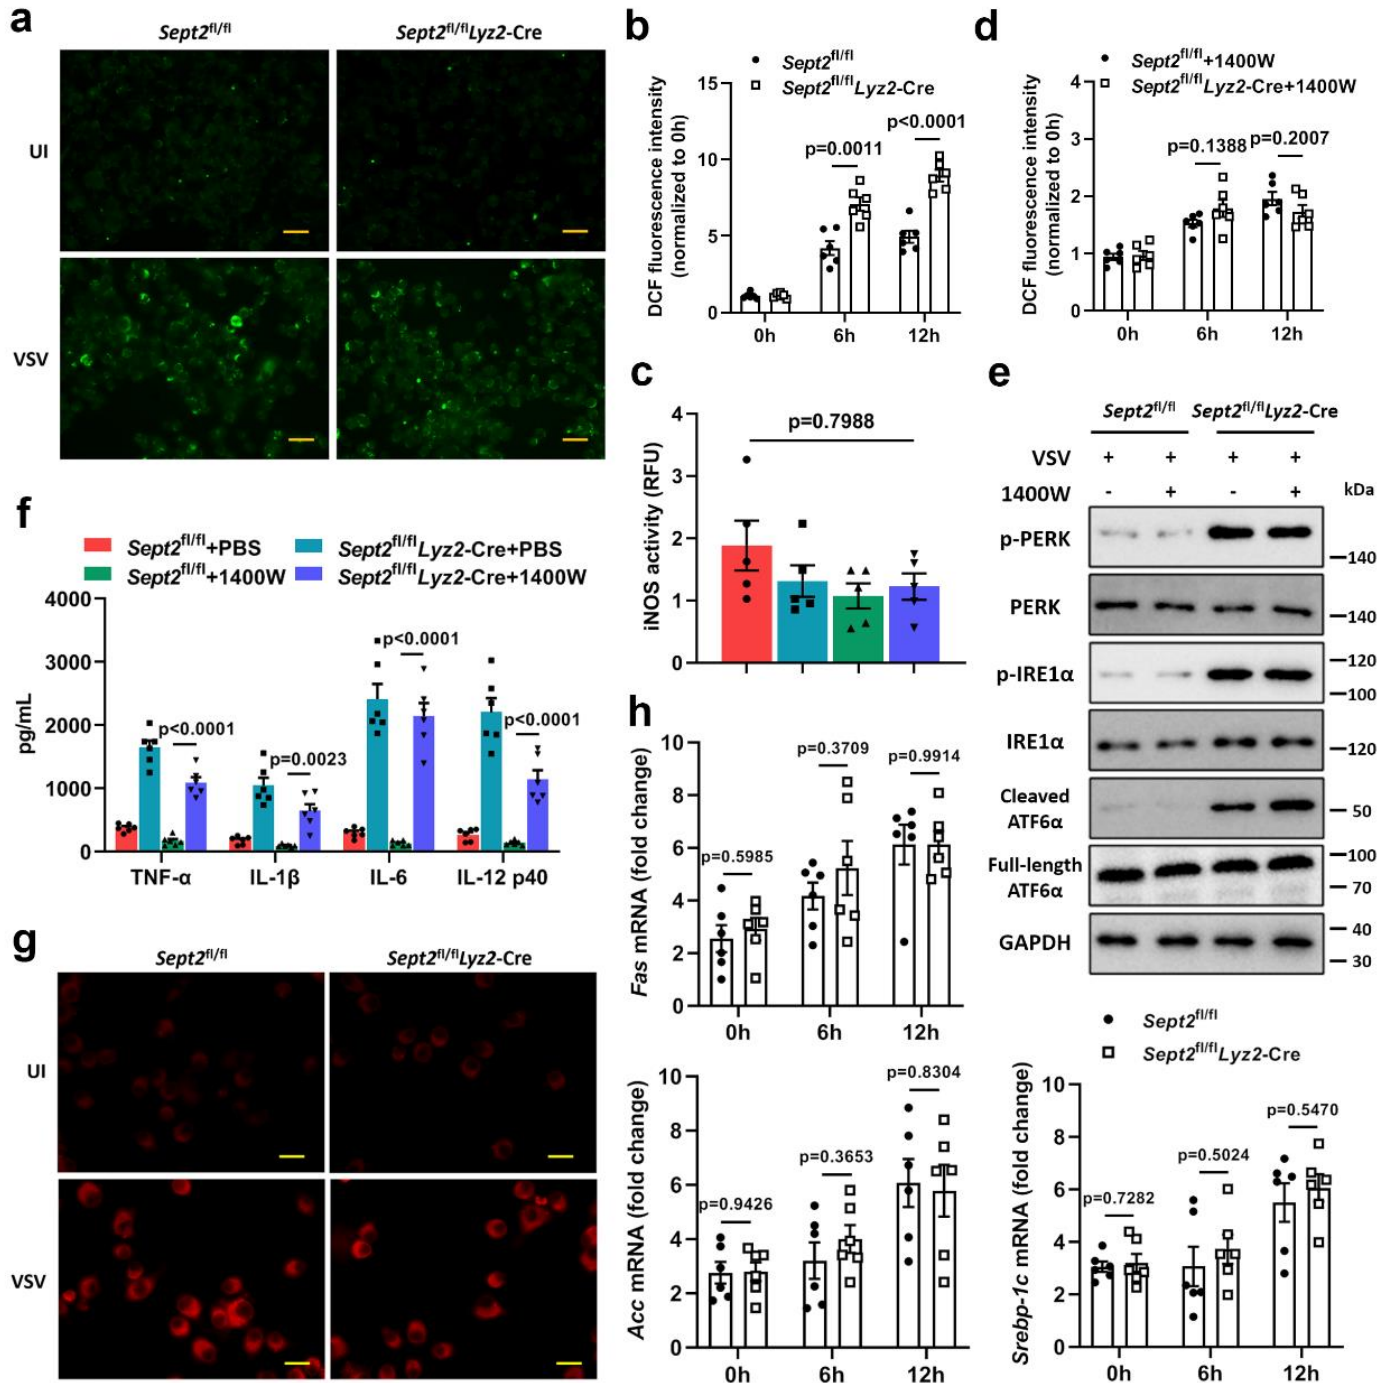 a
Sept2fl/fl
Sept2fl/flLyz2-Cre
UI
VSV
b
Sept2fl/fl
Sept2fl/flLyz2-Cre
DCF fluorescence intensity
(normalized to 0h)
15
10
5
0
p=0.0011
p<0.0001
0h
6h
12h
d
Sept2fl/fl+1400W
Sept2fl/flLyz2-Cre+1400W
DCF fluorescence intensity
(normalized to 0h)
4
3
2
1
0
p=0.1388
p=0.2007
0h
6h
12h
c
iNOS activity (RFU)
4
3
2
1
0
p=0.7988
e
Sept2fl/fl
Sept2fl/flLyz2-Cre
VSV + + + +
1400W - + - +
kDa
p-PERK
140
PERK
140
p-IRE1α
120
100
IRE1α
120
Cleaved
ATF6α
50
Full-length
ATF6α
100
70
GAPDH
40
30
f
Sept2fl/fl+PBS
Sept2fl/flLyz2-Cre+PBS
Sept2fl/fl+1400W
Sept2fl/flLyz2-Cre+1400W
pg/mL
4000
3000
2000
1000
0
p<0.0001
p=0.0023
p<0.0001
p<0.0001
TNF-α
IL-1β
IL-6
IL-12 p40
g
Sept2fl/fl
Sept2fl/flLyz2-Cre
UI
VSV
h
Fas mRNA (fold change)
10
8
6
4
2
0
p=0.5985
p=0.3709
p=0.9914
0h
6h
12h
Acc mRNA (fold change)
10
8
6
4
2
0
p=0.9426
p=0.3653
p=0.8304
0h
6h
12h
Sept2fl/fl
Sept2fl/flLyz2-Cre
Srebp-1c mRNA (fold change)
10
8
6
4
2
0
p=0.7282
p=0.5024
p=0.5470
0h
6h
12h